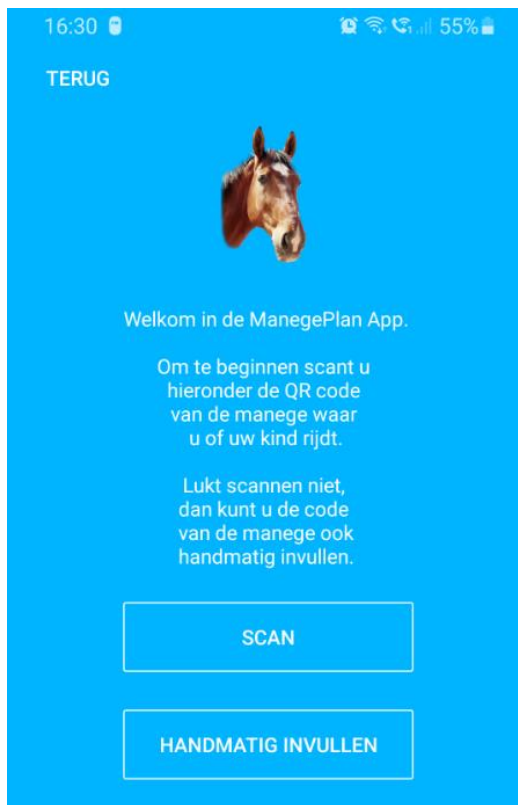 16:30 55%
TERUG
Welkom in de ManegePlan App.
Om te beginnen scant u
hieronder de QR code
van de manege waar
u of uw kind rijdt.
Lukt scannen niet,
dan kunt u de code
van de manege ook
handmatig invullen.
SCAN
HANDMATIG INVULLEN